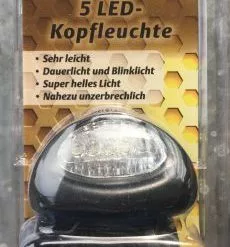 5 LED-
Kopfleuchte
• Sehr leicht
• Dauerlicht und Blinklicht
• Super helles Licht
• Nahezu unzerbrechlich